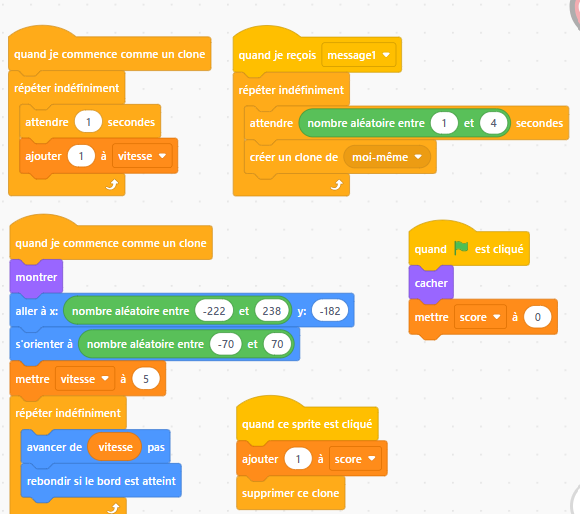 quand je commence comme un clone
répéter indéfiniment
attendre 1 secondes
ajouter 1 à vitesse
quand je reçois message1
répéter indéfiniment
attendre nombre aléatoire entre 1 et 4 secondes
créer un clone de moi-même
quand je commence comme un clone
montrer
aller à x: nombre aléatoire entre -222 et 238 y: -182
s'orienter à nombre aléatoire entre -70 et 70
mettre vitesse à 5
répéter indéfiniment
avancer de vitesse pas
rebondir si le bord est atteint
quand est cliqué
cacher
mettre score à 0
quand ce sprite est cliqué
ajouter 1 à score
supprimer ce clone